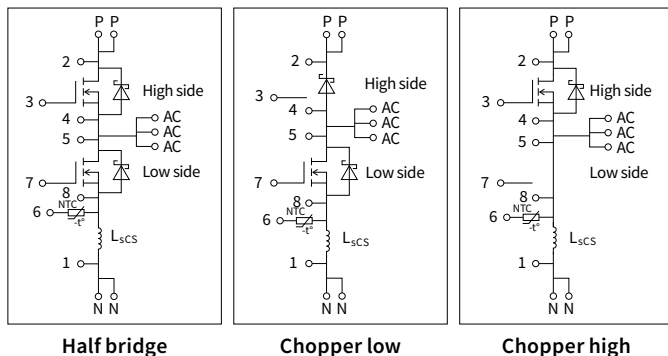 P P
2
High side
3
4
AC
AC
AC
5
Low side
7
8
NTC
6
-t°
LsCS
1
N N
Half bridge
P P
2
High side
3
4
AC
AC
AC
5
Low side
7
8
NTC
6
-t°
LsCS
1
N N
Chopper low
P P
2
High side
3
4
AC
AC
AC
5
Low side
7
8
NTC
6
-t°
LsCS
1
N N
Chopper high